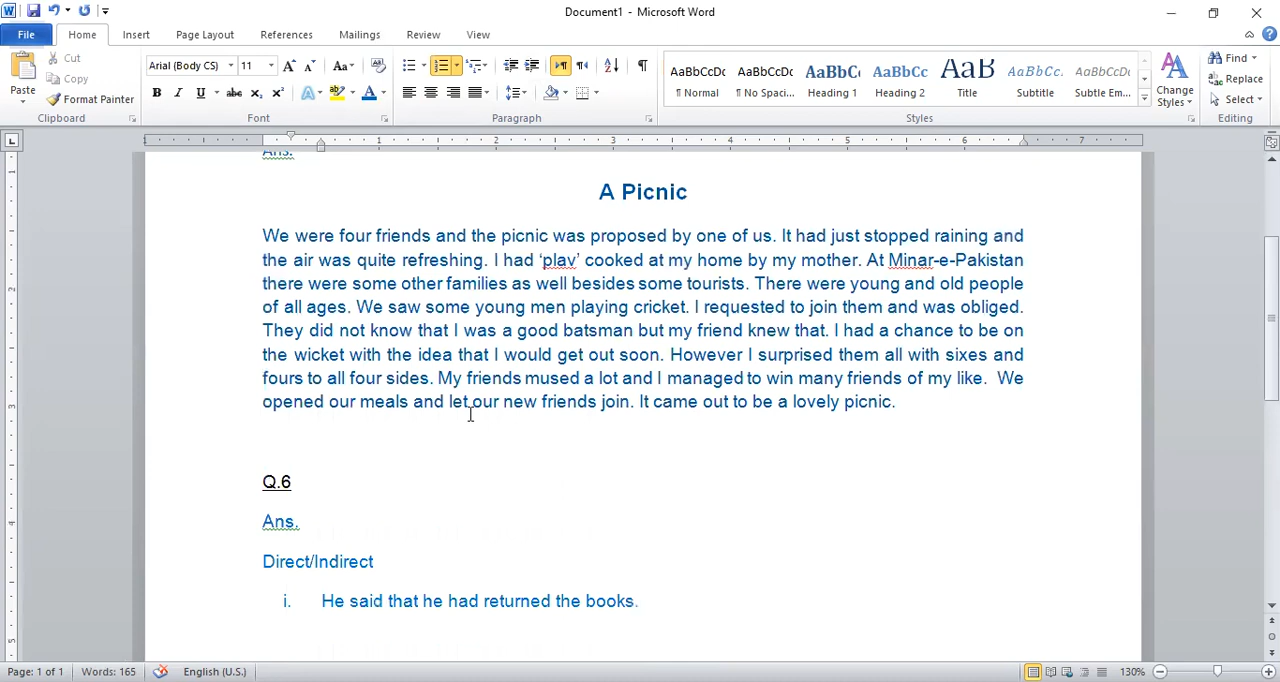 Document1 - Microsoft Word
File Home Insert Page Layout References Mailings Review View
Paste
Cut
Copy
Format Painter
Clipboard
Arial (Body CS) 11
Font
Paragraph
AaBbCcDc AaBbCcDc AaBbCc AaBbCc AaB AaBbCc. AaBbCcDc
¶ Normal ¶ No Spaci... Heading 1 Heading 2 Title Subtitle Subtle Em...
Change
Styles
Styles
Find
Replace
Select
Editing
1 1 2 3 4 5 6 7
Ans.
A Picnic
We were four friends and the picnic was proposed by one of us. It had just stopped raining and
the air was quite refreshing. I had ‘plav’ cooked at my home by my mother. At Minar-e-Pakistan
there were some other families as well besides some tourists. There were young and old people
of all ages. We saw some young men playing cricket. I requested to join them and was obliged.
They did not know that I was a good batsman but my friend knew that. I had a chance to be on
the wicket with the idea that I would get out soon. However I surprised them all with sixes and
fours to all four sides. My friends mused a lot and I managed to win many friends of my like. We
opened our meals and let our new friends join. It came out to be a lovely picnic.
Q.6
Ans.
Direct/Indirect
i. He said that he had returned the books.
Page: 1 of 1 Words: 165 English (U.S.) 130%